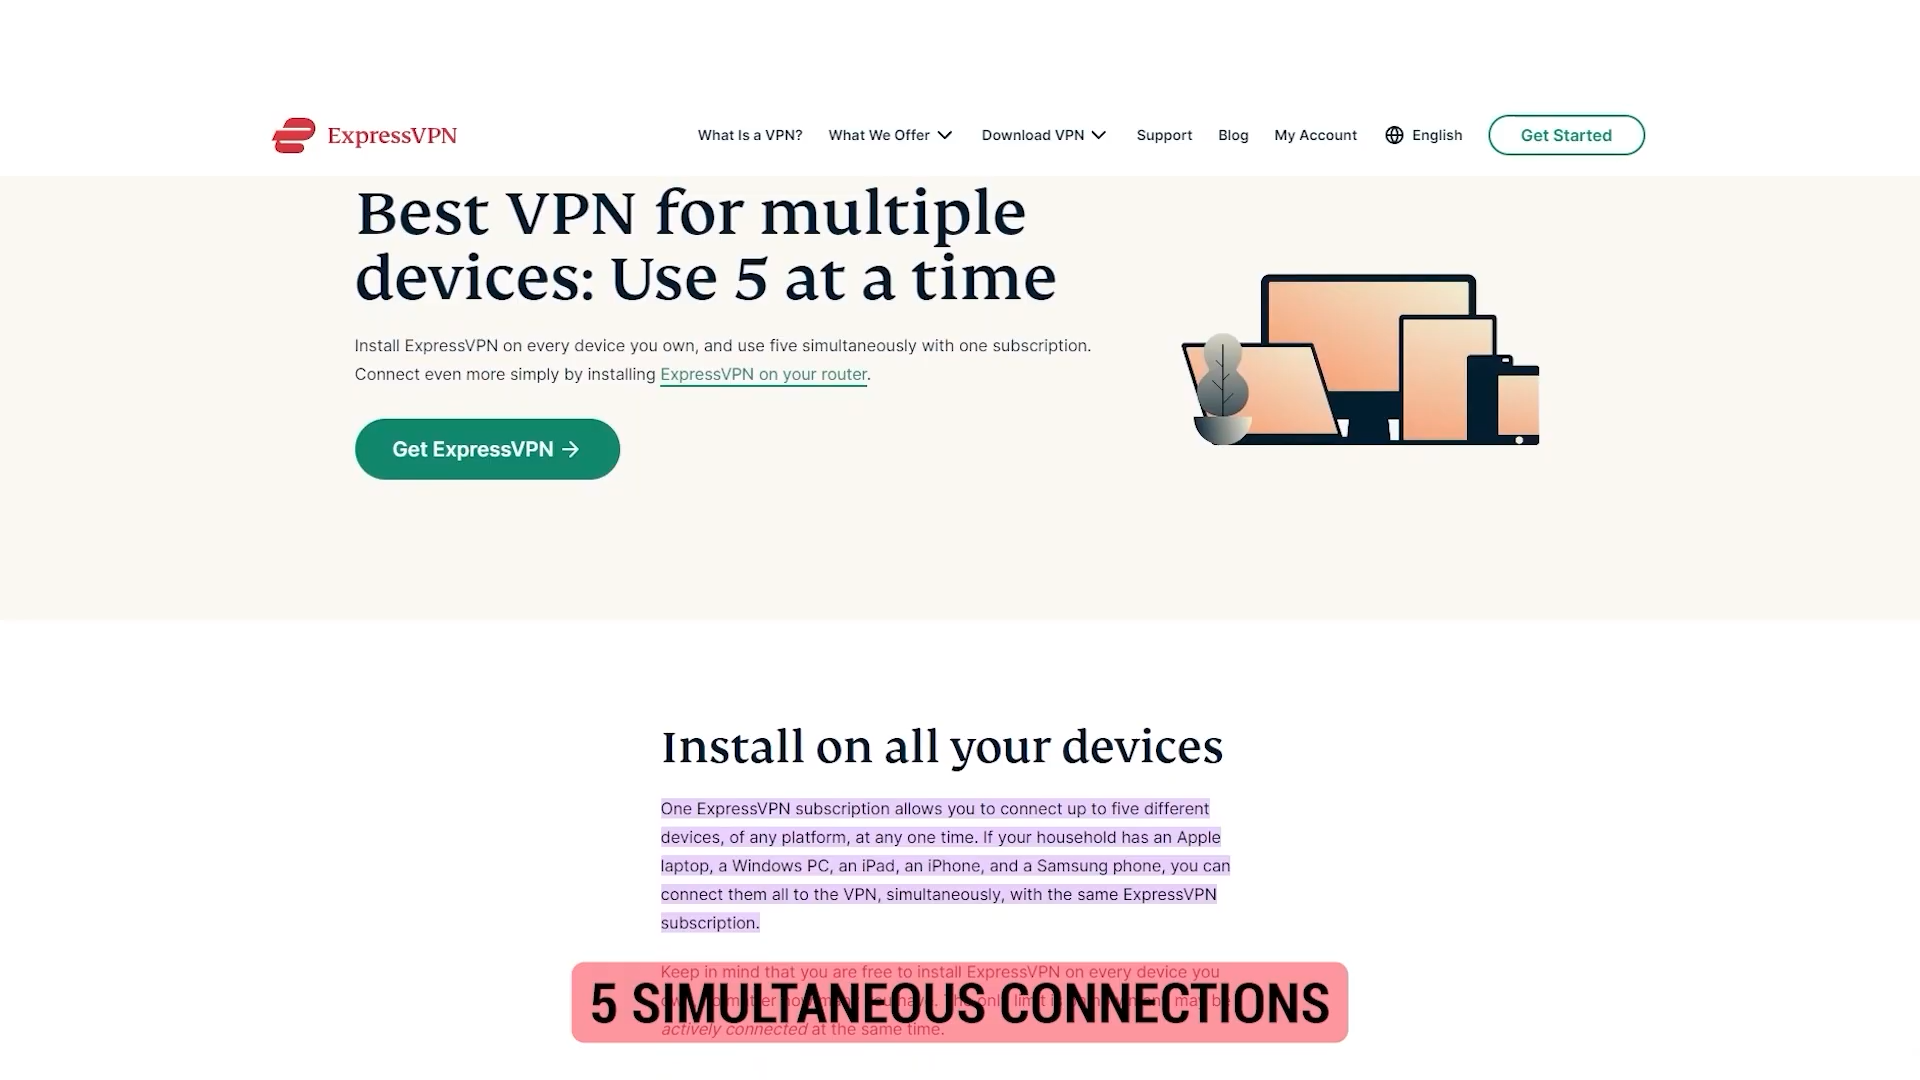 ExpressVPN
What Is a VPN? What We Offer Download VPN Support Blog My Account English Get Started
Best VPN for multiple
devices: Use 5 at a time
Install ExpressVPN on every device you own, and use five simultaneously with one subscription.
Connect even more simply by installing ExpressVPN on your router.
Get ExpressVPN →
Install on all your devices
One ExpressVPN subscription allows you to connect up to five different
devices, of any platform, at any one time. If your household has an Apple
laptop, a Windows PC, an iPad, an iPhone, and a Samsung phone, you can
connect them all to the VPN, simultaneously, with the same ExpressVPN
subscription.
Keep in mind that you are free to install ExpressVPN on every device you
5 SIMULTANEOUS CONNECTIONS
actively connected at the same time.